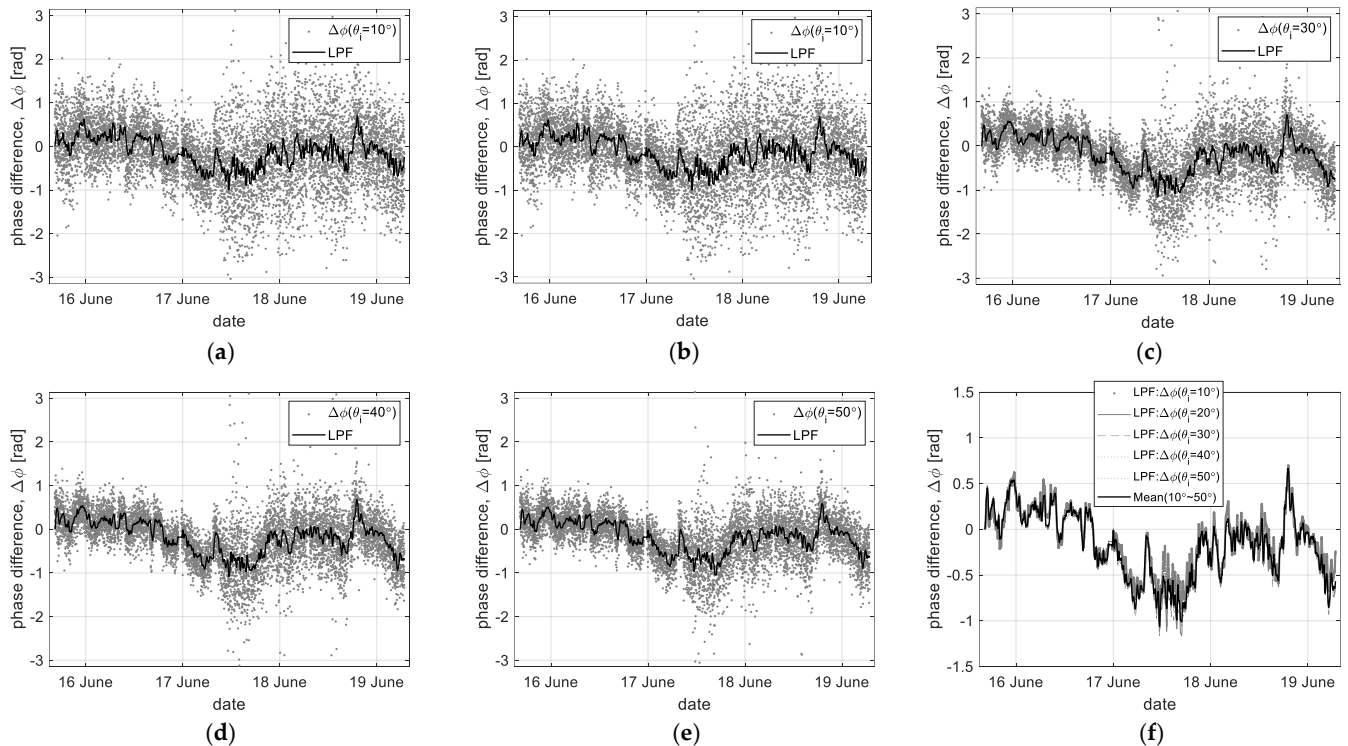 3
2
1
0
-1
-2
-3
phase difference, Δϕ [rad]
Δϕ(θi=10°)
LPF
16 June
17 June
18 June
19 June
date
(a)
3
2
1
0
-1
-2
-3
phase difference, Δϕ [rad]
Δϕ(θi=10°)
LPF
16 June
17 June
18 June
19 June
date
(b)
3
2
1
0
-1
-2
-3
phase difference, Δϕ [rad]
Δϕ(θi=30°)
LPF
16 June
17 June
18 June
19 June
date
(c)
3
2
1
0
-1
-2
-3
phase difference, Δϕ [rad]
Δϕ(θi=40°)
LPF
16 June
17 June
18 June
19 June
date
(d)
3
2
1
0
-1
-2
-3
phase difference, Δϕ [rad]
Δϕ(θi=50°)
LPF
16 June
17 June
18 June
19 June
date
(e)
1.5
1
0.5
0
-0.5
-1
-1.5
phase difference, Δϕ [rad]
LPF:Δϕ(θi=10°)
LPF:Δϕ(θi=20°)
LPF:Δϕ(θi=30°)
LPF:Δϕ(θi=40°)
LPF:Δϕ(θi=50°)
Mean(10°~50°)
16 June
17 June
18 June
19 June
date
(f)